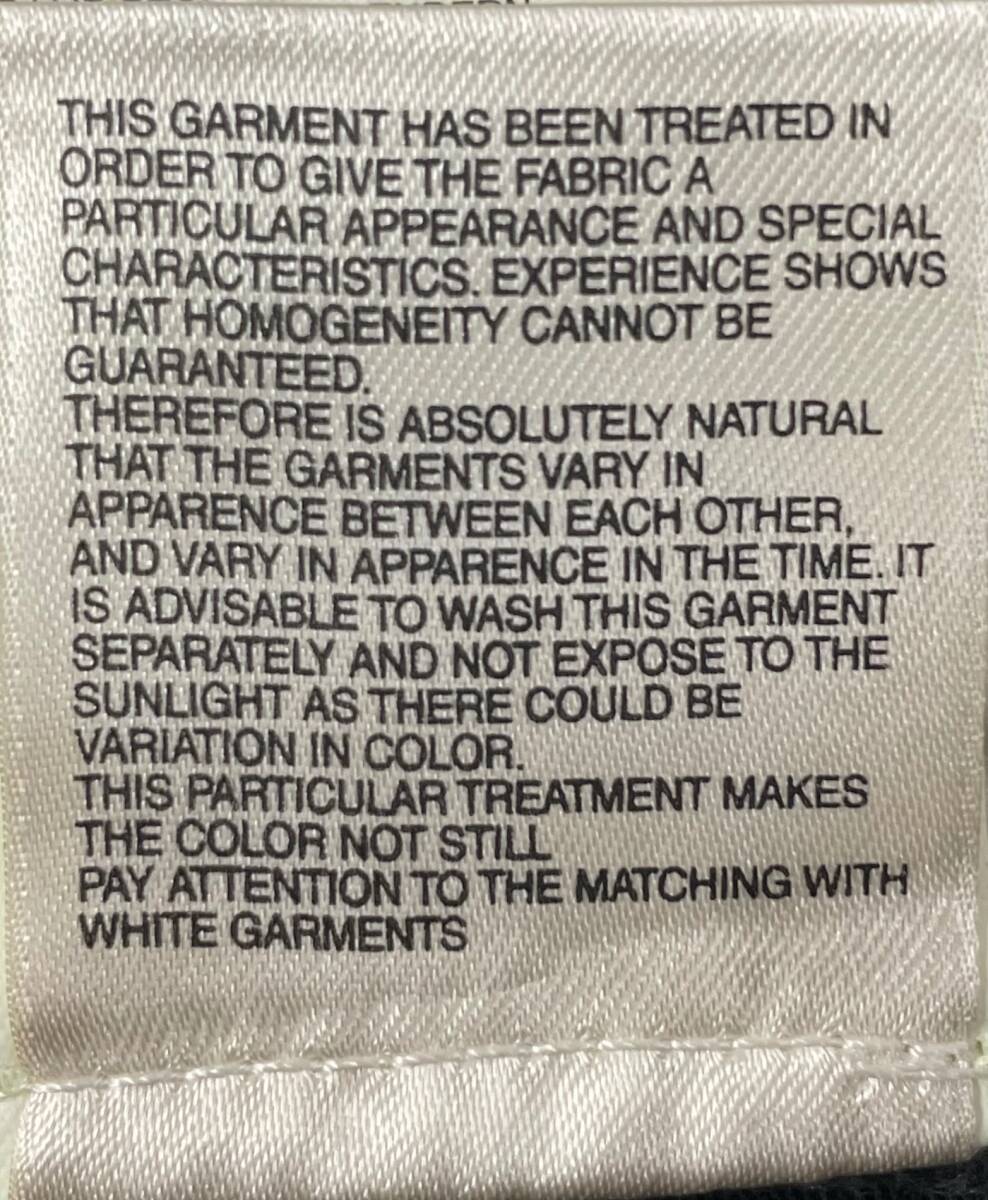 THIS GARMENT HAS BEEN TREATED IN
ORDER TO GIVE THE FABRIC A
PARTICULAR APPEARANCE AND SPECIAL
CHARACTERISTICS. EXPERIENCE SHOWS
THAT HOMOGENEITY CANNOT BE
GUARANTEED.
THEREFORE IS ABSOLUTELY NATURAL
THAT THE GARMENTS VARY IN
APPARENCE BETWEEN EACH OTHER,
AND VARY IN APPARENCE IN THE TIME. IT
IS ADVISABLE TO WASH THIS GARMENT
SEPARATELY AND NOT EXPOSE TO THE
SUNLIGHT AS THERE COULD BE
VARIATION IN COLOR.
THIS PARTICULAR TREATMENT MAKES
THE COLOR NOT STILL
PAY ATTENTION TO THE MATCHING WITH
WHITE GARMENTS